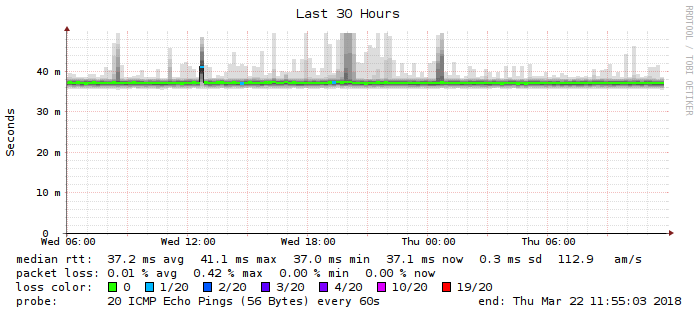 Last 30 Hours
RRDTOOL / TOBI OETIKER
Seconds
40 m
30 m
20 m
10 m
0
Wed 06:00 Wed 12:00 Wed 18:00 Thu 00:00 Thu 06:00
median rtt: 37.2 ms avg 41.1 ms max 37.0 ms min 37.1 ms now 0.3 ms sd 112.9 am/s
packet loss: 0.01 % avg 0.42 % max 0.00 % min 0.00 % now
loss color: 0 1/20 2/20 3/20 4/20 10/20 19/20
probe: 20 ICMP Echo Pings (56 Bytes) every 60s end: Thu Mar 22 11:55:03 2018